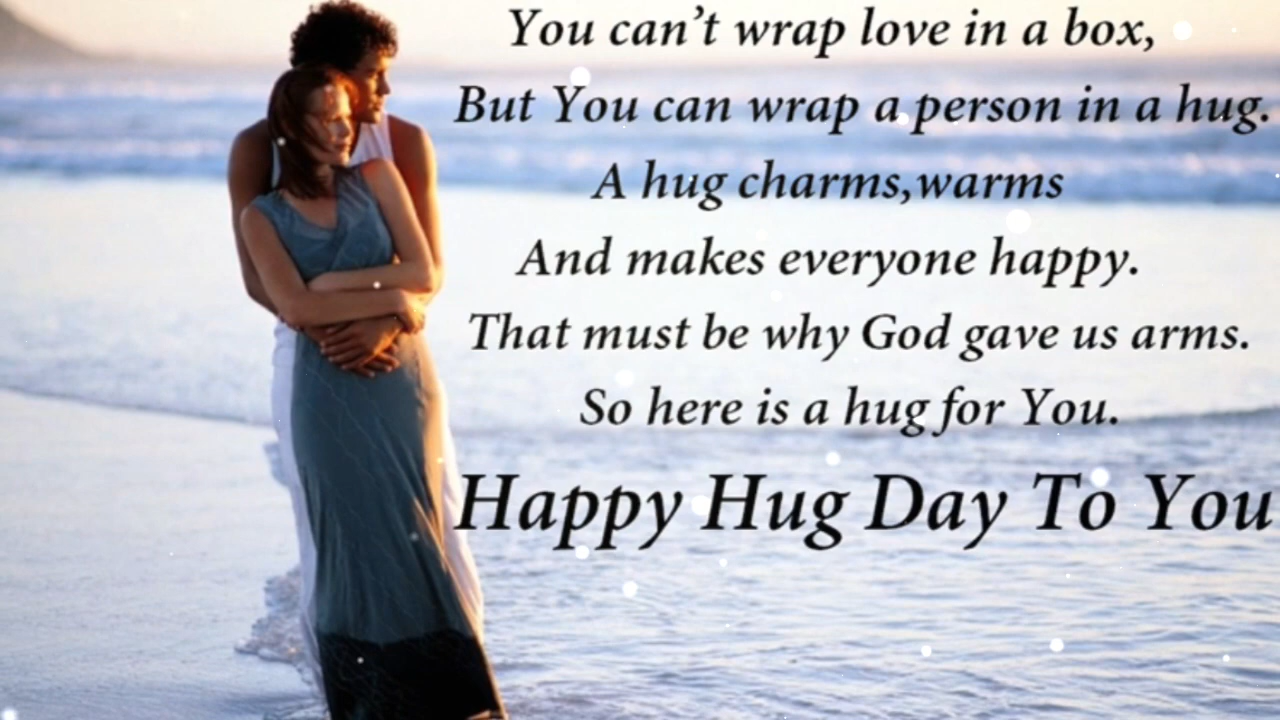 You can’t wrap love in a box,
But You can wrap a person in a hug.
A hug charms,warms
And makes everyone happy.
That must be why God gave us arms.
So here is a hug for You.
Happy Hug Day To You